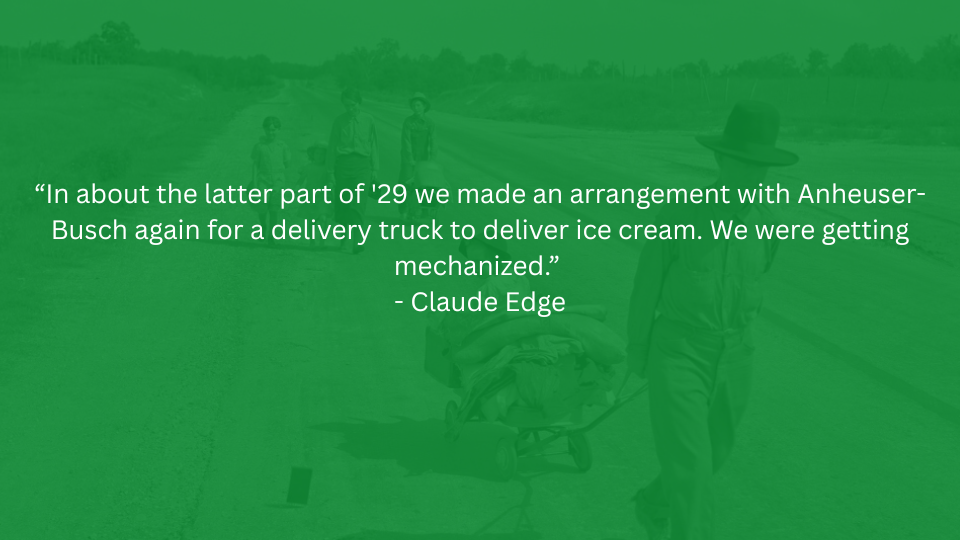 “In about the latter part of '29 we made an arrangement with Anheuser-
Busch again for a delivery truck to deliver ice cream. We were getting
mechanized.”
- Claude Edge